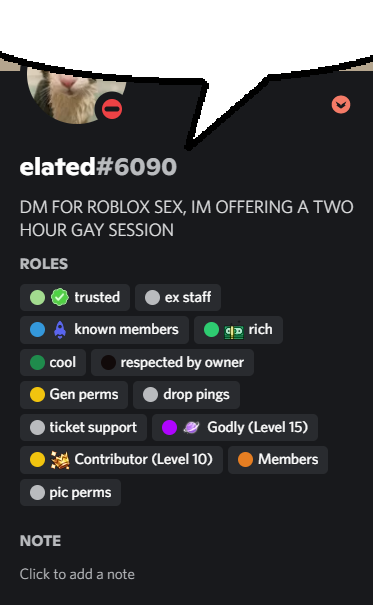 elated#6090
DM FOR ROBLOX SEX, IM OFFERING A TWO
HOUR GAY SESSION
ROLES
trusted ex staff
known members rich
cool respected by owner
Gen perms drop pings
ticket support Godly (Level 15)
Contributor (Level 10) Members
pic perms
NOTE
Click to add a note